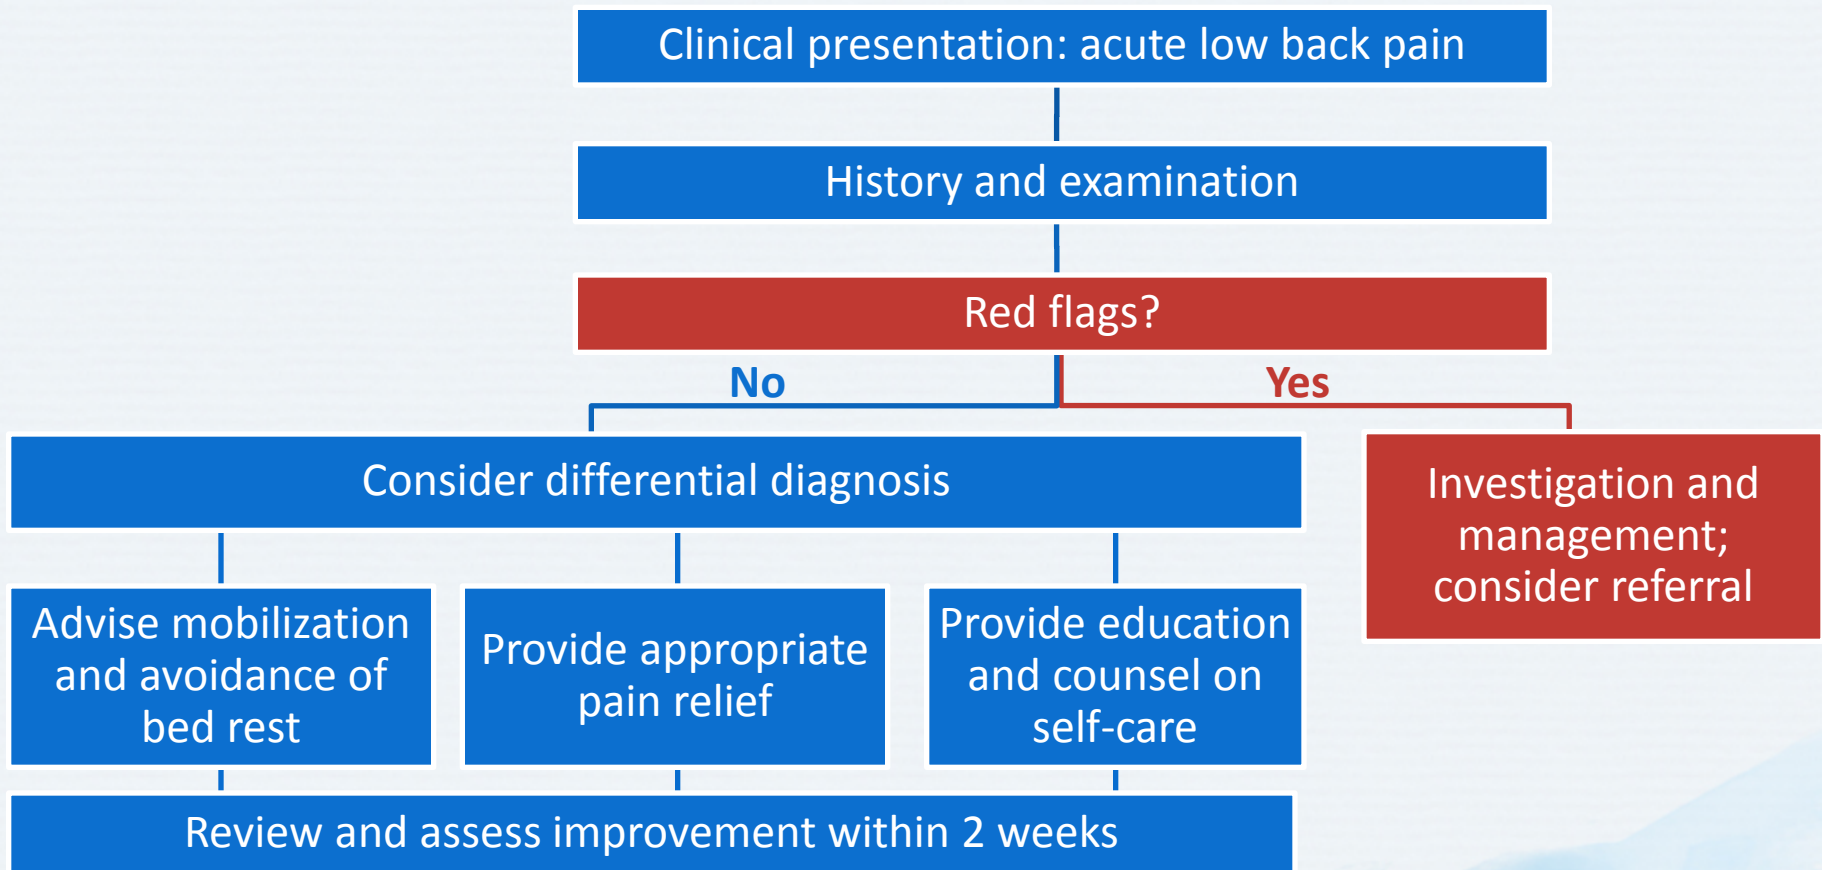 Clinical presentation: acute low back pain
History and examination
Red flags?
No
Yes
Consider differential diagnosis
Investigation and
management;
consider referral
Advise mobilization
and avoidance of
bed rest
Provide appropriate
pain relief
Provide education
and counsel on
self-care
Review and assess improvement within 2 weeks